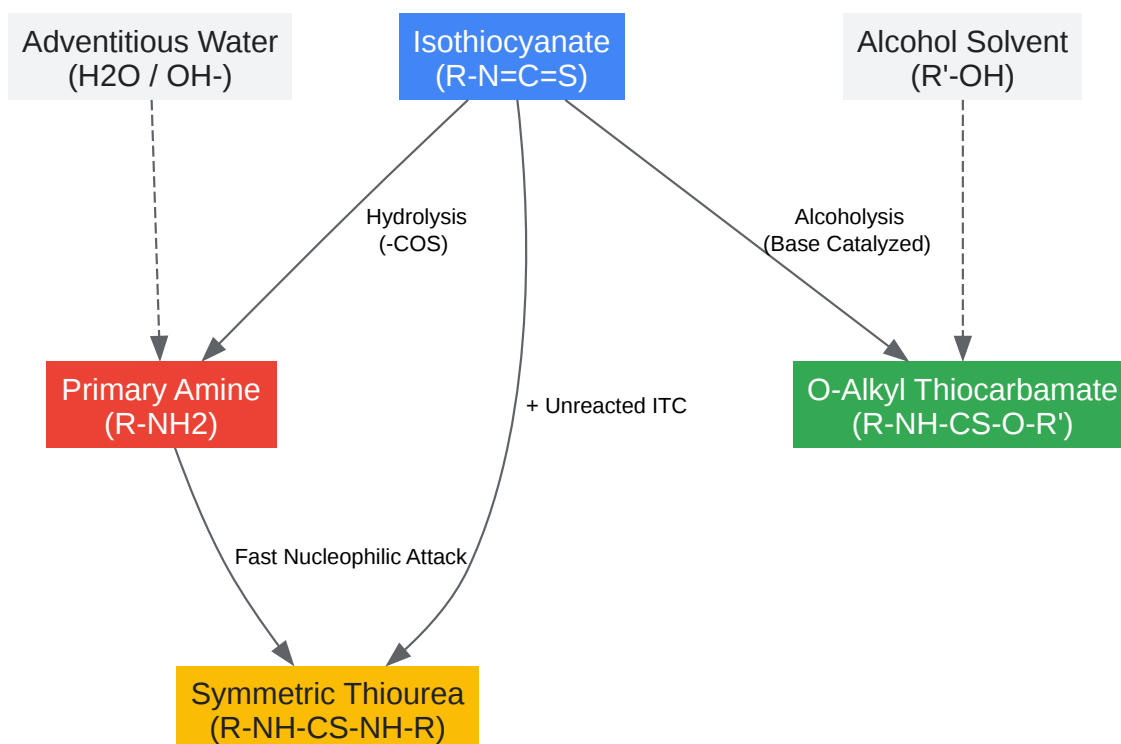 Adventitious Water
(H2O / OH-)
Isothiocyanate
(R-N=C=S)
Alcohol Solvent
(R'-OH)
Hydrolysis
(-COS)
Alcoholysis
(Base Catalyzed)
Primary Amine
(R-NH2)
+ Unreacted ITC
O-Alkyl Thiocarbamate
(R-NH-CS-O-R')
Fast Nucleophilic Attack
Symmetric Thiourea
(R-NH-CS-NH-R)